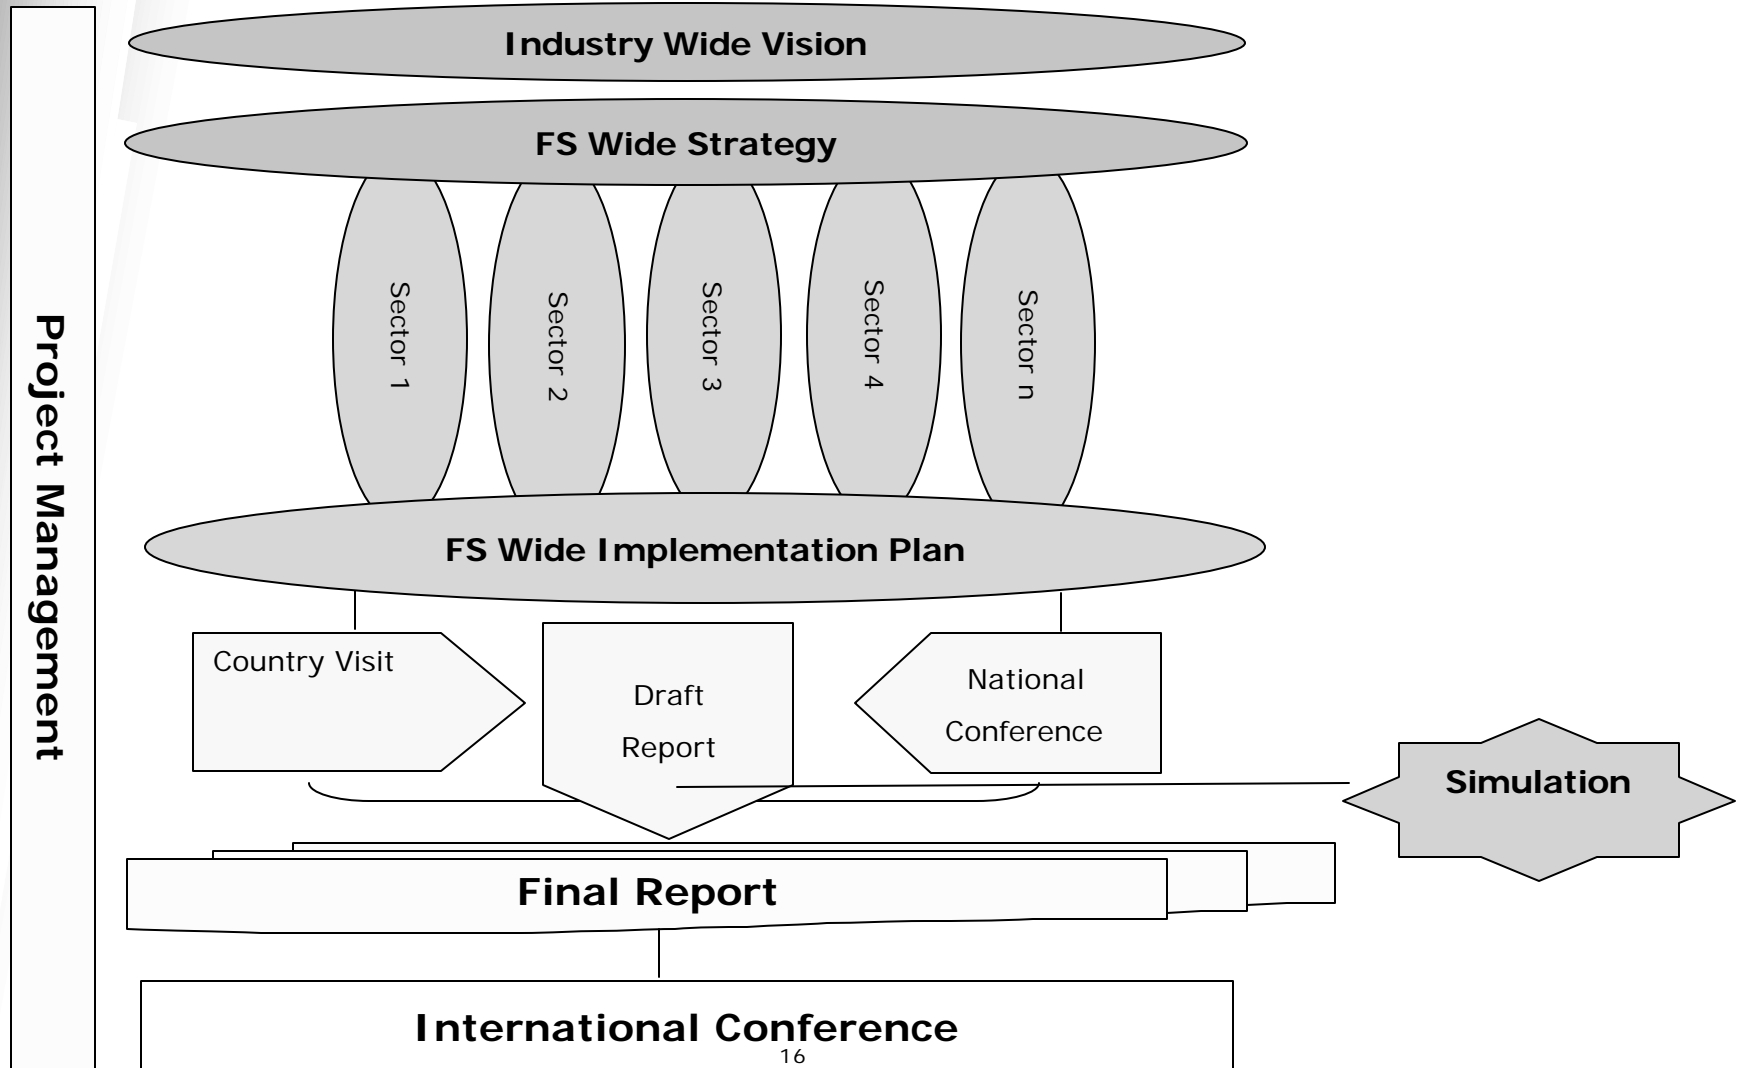 Project Management
Industry Wide Vision
FS Wide Strategy
Sector 1
Sector 2
Sector 3
Sector 4
Sector n
FS Wide Implementation Plan
Country Visit
Draft
Report
National
Conference
Simulation
Final Report
International Conference
16